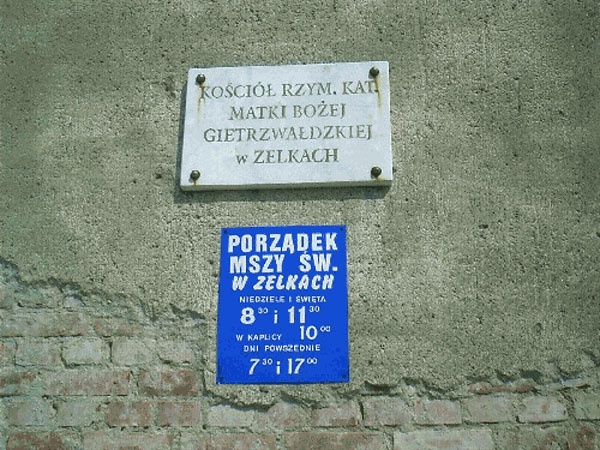 KOŚCIÓŁ RZYM. KAT.
MATKI BOŻEJ
GIETRZWAŁDZKIEJ
w ZELKACH
PORZĄDEK
MSZY ŚW.
W ZELKACH
NIEDZIELE I ŚWIĘTA
8³⁰ i 11³⁰
W KAPLICY 10⁰⁰
DNI POWSZEDNIE
7³⁰ i 17⁰⁰